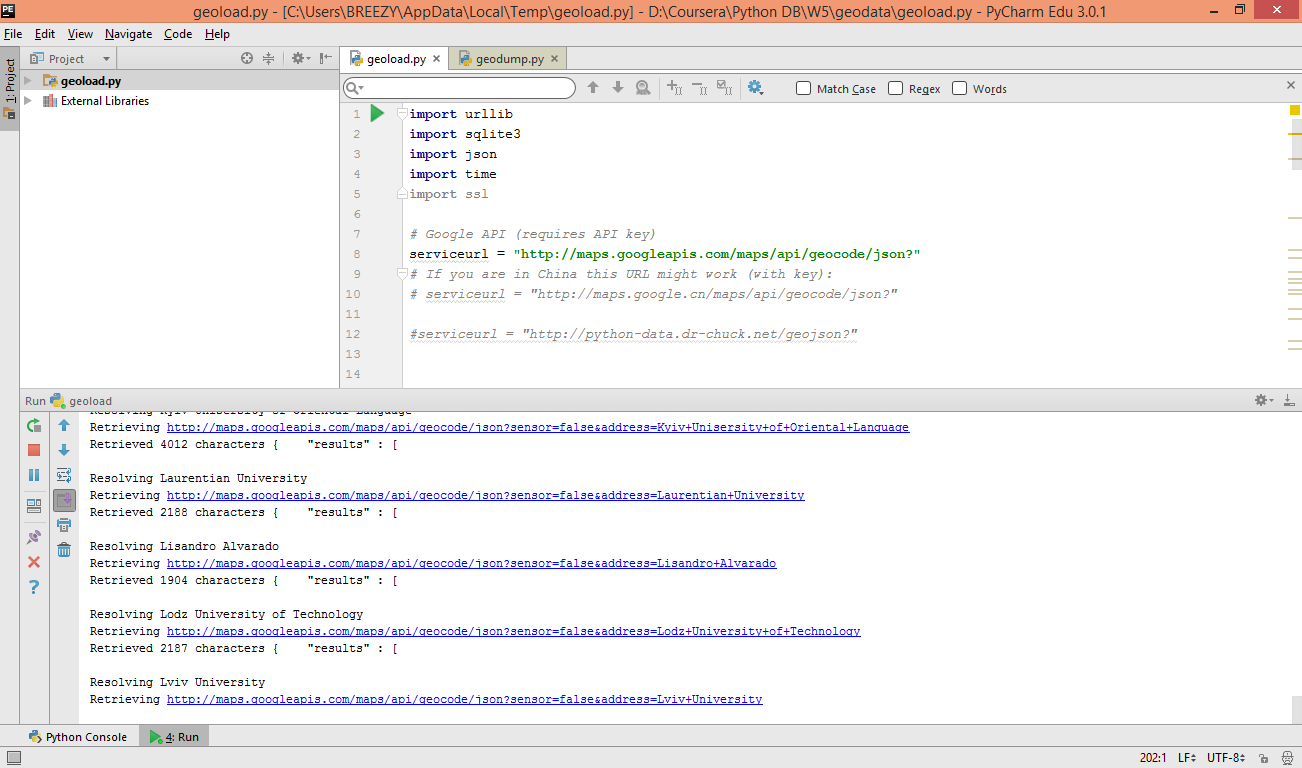 PE geoload.py - [C:\Users\BREEZY\AppData\Local\Temp\geoload.py] - D:\Coursera\Python DB\W5\geodata\geoload.py - PyCharm Edu 3.0.1
File Edit View Navigate Code Help
1: Project
Project
geoload.py
External Libraries
geoload.py geodump.py
Match Case Regex Words
1 import urllib
2 import sqlite3
3 import json
4 import time
5 import ssl
6
7 # Google API (requires API key)
8 serviceurl = "http://maps.googleapis.com/maps/api/geocode/json?"
9 # If you are in China this URL might work (with key):
10 # serviceurl = "http://maps.google.cn/maps/api/geocode/json?"
11
12 #serviceurl = "http://python-data.dr-chuck.net/geojson?"
13
14
Run geoload
Resolving Kyiv Unisersity of Oriental Language
Retrieving http://maps.googleapis.com/maps/api/geocode/json?sensor=false&address=Kyiv+Unisersity+of+Oriental+Language
Retrieved 4012 characters { "results" : [
Resolving Laurentian University
Retrieving http://maps.googleapis.com/maps/api/geocode/json?sensor=false&address=Laurentian+University
Retrieved 2188 characters { "results" : [
Resolving Lisandro Alvarado
Retrieving http://maps.googleapis.com/maps/api/geocode/json?sensor=false&address=Lisandro+Alvarado
Retrieved 1904 characters { "results" : [
Resolving Lodz University of Technology
Retrieving http://maps.googleapis.com/maps/api/geocode/json?sensor=false&address=Lodz+University+of+Technology
Retrieved 2187 characters { "results" : [
Resolving Lviv University
Retrieving http://maps.googleapis.com/maps/api/geocode/json?sensor=false&address=Lviv+University
Python Console 4: Run
202:1 LF UTF-8